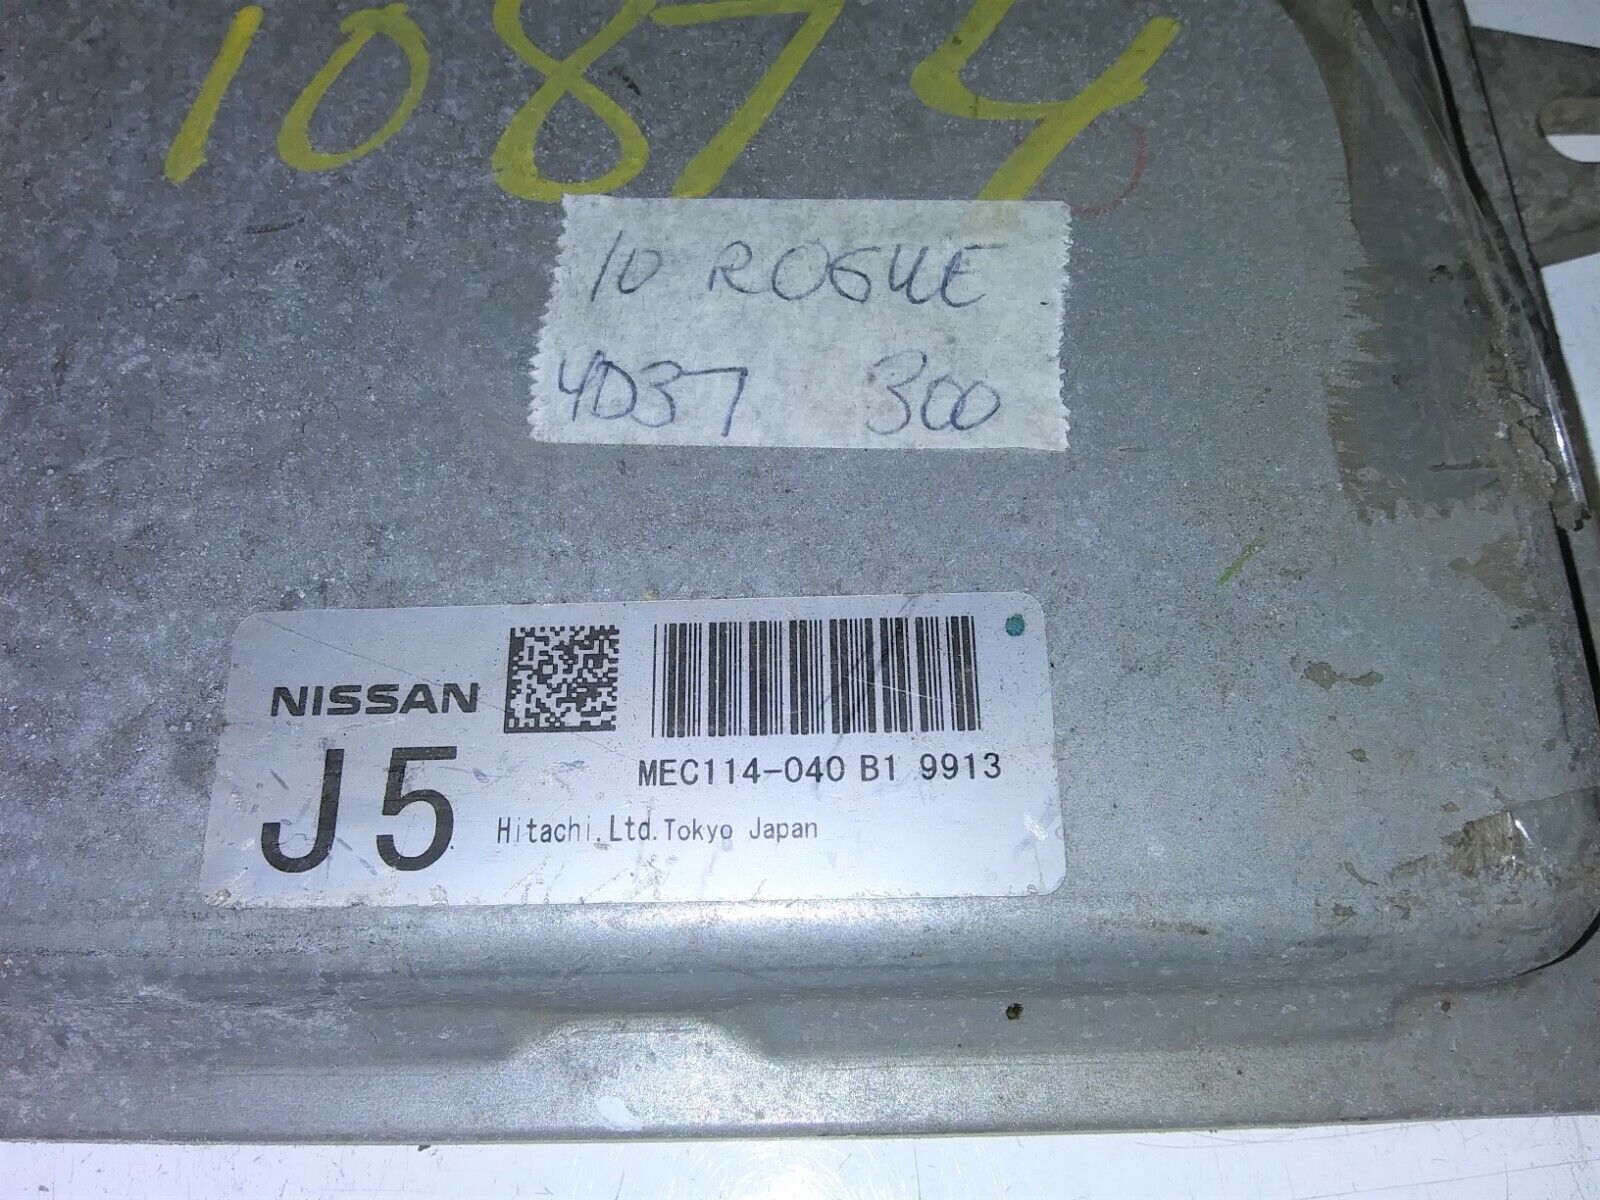 10874
10 ROGUE
4D37 300
NISSAN
J5
MEC114-040 B1 9913
Hitachi,Ltd.Tokyo Japan